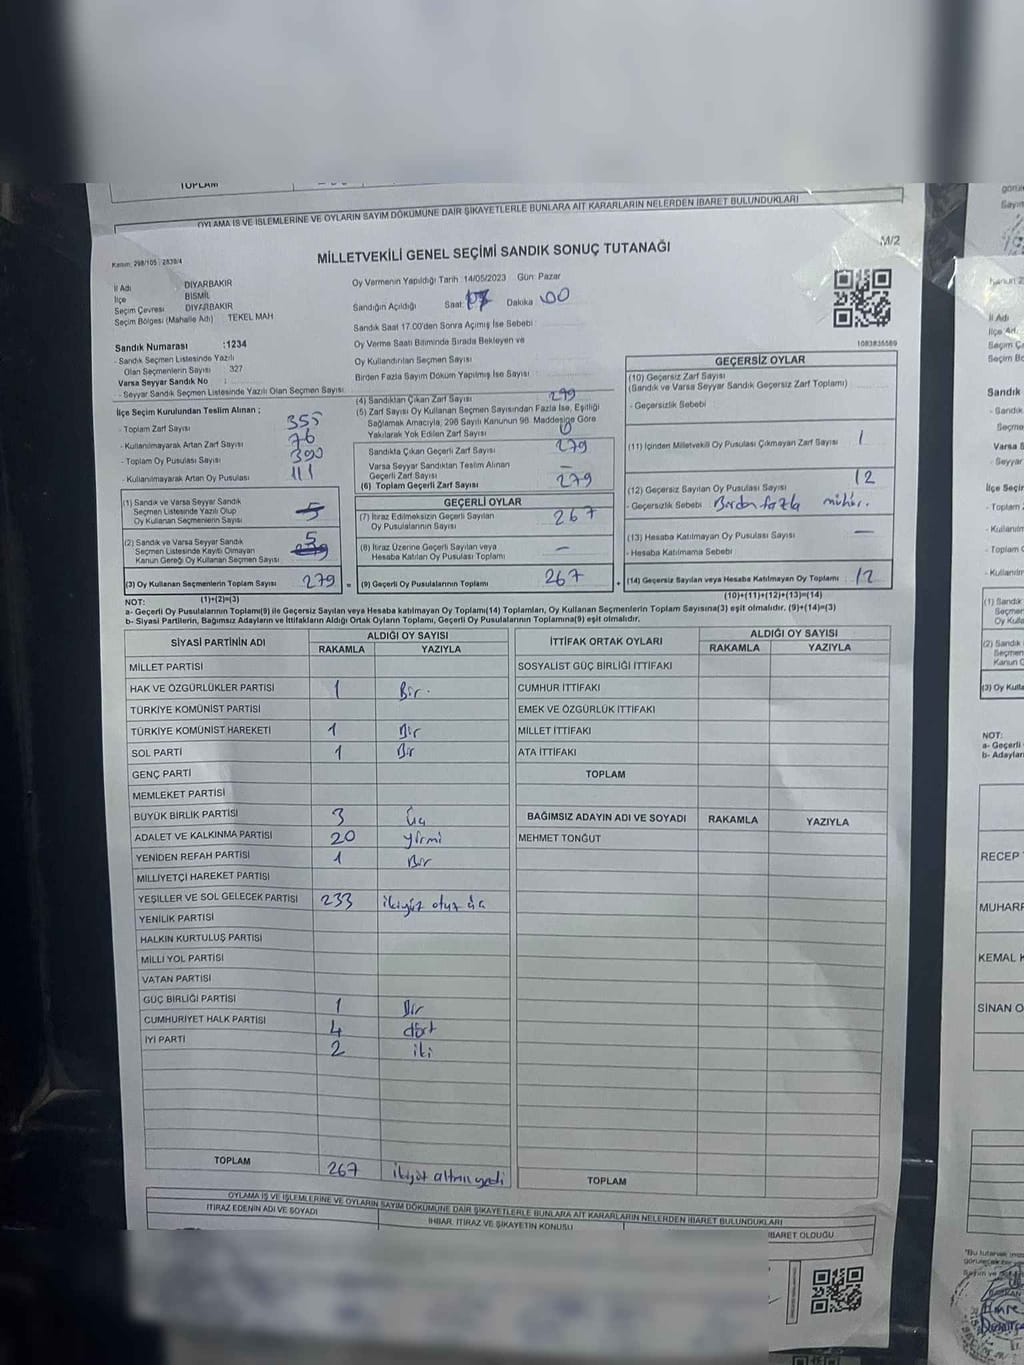 TOPLAM
OYLAMA İŞ VE İŞLEMLERİNE VE OYLARIN SAYIM DÖKÜMÜNE DAİR ŞİKAYETLERLE BUNLARA AİT KARARLARIN NELERDEN İBARET BULUNDUKLARI
M/2
MİLLETVEKİLİ GENEL SEÇİMİ SANDIK SONUÇ TUTANAĞI
Kanun: 298/105 - 2839/4
İl Adı DİYARBAKIR
İlçe BİSMİL
Seçim Çevresi DİYARBAKIR
Seçim Bölgesi (Mahalle Adı) TEKEL MAH
Oy Vermenin Yapıldığı Tarih :14/05/2023 Gün: Pazar
Sandığın Açıldığı Saat Dakika 00
Sandık Saat 17.00'den Sonra Açımış İse Sebebi
Oy Verme Saati Bitiminde Sırada Bekleyen ve
Oy Kullandırılan Seçmen Sayısı
Birden Fazla Sayım Döküm Yapılmış İse Sayısı
1083835589
Sandık Numarası :1234
- Sandık Seçmen Listesinde Yazılı
Olan Seçmenlerin Sayısı 327
Varsa Seyyar Sandık No :
- Seyyar Sandık Seçmen Listesinde Yazılı Olan Seçmen Sayısı
İlçe Seçim Kurulundan Teslim Alınan ;
- Toplam Zarf Sayısı 355
- Kullanılmayarak Artan Zarf Sayısı 76
- Toplam Oy Pusulası Sayısı 390
- Kullanılmayarak Artan Oy Pusulası 111
(1) Sandık ve Varsa Seyyar Sandık
Seçmen Listesinde Yazılı Olup
Oy Kullanan Seçmenlerin Sayısı
(2) Sandık ve Varsa Seyyar Sandık
Seçmen Listesinde Kayıtlı Olmayan
Kanun Gereği Oy Kullanan Seçmen Sayısı 5
(3) Oy Kullanan Seçmenlerin Toplam Sayısı 279
(1)+(2)=(3)
(4) Sandıktan Çıkan Zarf Sayısı 299
(5) Zarf Sayısı Oy Kullanan Seçmen Sayısından Fazla İse, Eşitliği
Sağlamak Amacıyla, 298 Sayılı Kanunun 98. Maddesine Göre
Yakılarak Yok Edilen Zarf Sayısı
Sandıkta Çıkan Geçerli Zarf Sayısı 279
Varsa Seyyar Sandıktan Teslim Alınan
Geçerli Zarf Sayısı —
(6) Toplam Geçerli Zarf Sayısı 279
GEÇERLİ OYLAR
(7) İtiraz Edilmeksizin Geçerli Sayılan
Oy Pusulalarının Sayısı 267
(8) İtiraz Üzerine Geçerli Sayılan veya
Hesaba Katılan Oy Pusulası Toplamı —
= (9) Geçerli Oy Pusulalarının Toplamı 267
GEÇERSİZ OYLAR
(10) Geçersiz Zarf Sayısı
(Sandık ve Varsa Seyyar Sandık Geçersiz Zarf Toplamı)
- Geçersizlik Sebebi
(11) İçinden Milletvekili Oy Pusulası Çıkmayan Zarf Sayısı 1
(12) Geçersiz Sayılan Oy Pusulası Sayısı 12
- Geçersizlik Sebebi Birden fazla mühür.
(13) Hesaba Katılmayan Oy Pusulası Sayısı —
- Hesaba Katılmama Sebebi
+ (14) Geçersiz Sayılan veya Hesaba Katılmayan Oy Toplamı 12
(10)+(11)+(12)+(13)=(14)
NOT:
a- Geçerli Oy Pusulalarının Toplamı(9) ile Geçersiz Sayılan veya Hesaba katılmayan Oy Toplamı(14) Toplamları, Oy Kullanan Seçmenlerin Toplam Sayısına(3) eşit olmalıdır. (9)+(14)=(3)
b- Siyasi Partilerin, Bağımsız Adayların ve İttifakların Aldığı Ortak Oyların Toplamı, Geçerli Oy Pusulalarının Toplamına(9) eşit olmalıdır.
SİYASİ PARTİNİN ADI ALDIĞI OY SAYISI
RAKAMLA YAZIYLA
MİLLET PARTİSİ
HAK VE ÖZGÜRLÜKLER PARTİSİ 1 Bir.
TÜRKİYE KOMÜNİST PARTİSİ
TÜRKİYE KOMÜNİST HAREKETİ 1 Bir
SOL PARTİ 1 Bir
GENÇ PARTİ
MEMLEKET PARTİSİ
BÜYÜK BİRLİK PARTİSİ 3 Üç
ADALET VE KALKINMA PARTİSİ 20 yirmi
YENİDEN REFAH PARTİSİ 1 Bir
MİLLİYETÇİ HAREKET PARTİSİ
YEŞİLLER VE SOL GELECEK PARTİSİ 233 ikiyüz otuz üç
YENİLİK PARTİSİ
HALKIN KURTULUŞ PARTİSİ
MİLLİ YOL PARTİSİ
VATAN PARTİSİ
GÜÇ BİRLİĞİ PARTİSİ 1 Bir
CUMHURİYET HALK PARTİSİ 4 dört
İYİ PARTİ 2 iki
TOPLAM 267 ikiyüz altmış yedi
İTTİFAK ORTAK OYLARI ALDIĞI OY SAYISI
RAKAMLA YAZIYLA
SOSYALİST GÜÇ BİRLİĞİ İTTİFAKI
CUMHUR İTTİFAKI
EMEK VE ÖZGÜRLÜK İTTİFAKI
MİLLET İTTİFAKI
ATA İTTİFAKI
TOPLAM
BAĞIMSIZ ADAYIN ADI VE SOYADI RAKAMLA YAZIYLA
MEHMET TONĞUT
TOPLAM
OYLAMA İŞ VE İŞLEMLERİNE VE OYLARIN SAYIM DÖKÜMÜNE DAİR ŞİKAYETLERLE BUNLARA AİT KARARLARIN NELERDEN İBARET BULUNDUKLARI
İTİRAZ EDENİN ADI VE SOYADI
İHBAR, İTİRAZ VE ŞİKAYETİN KONUSU
İBARET OLDUĞU
İl Adı
Sandık
Varsa S
- Seyyar
İlçe Seç
- Toplam
- Toplam
(3) Oy Kulla
NOT:
a- Geçerli
b- Adayların
RECEP
MUHAR
KEMAL K
SİNAN O